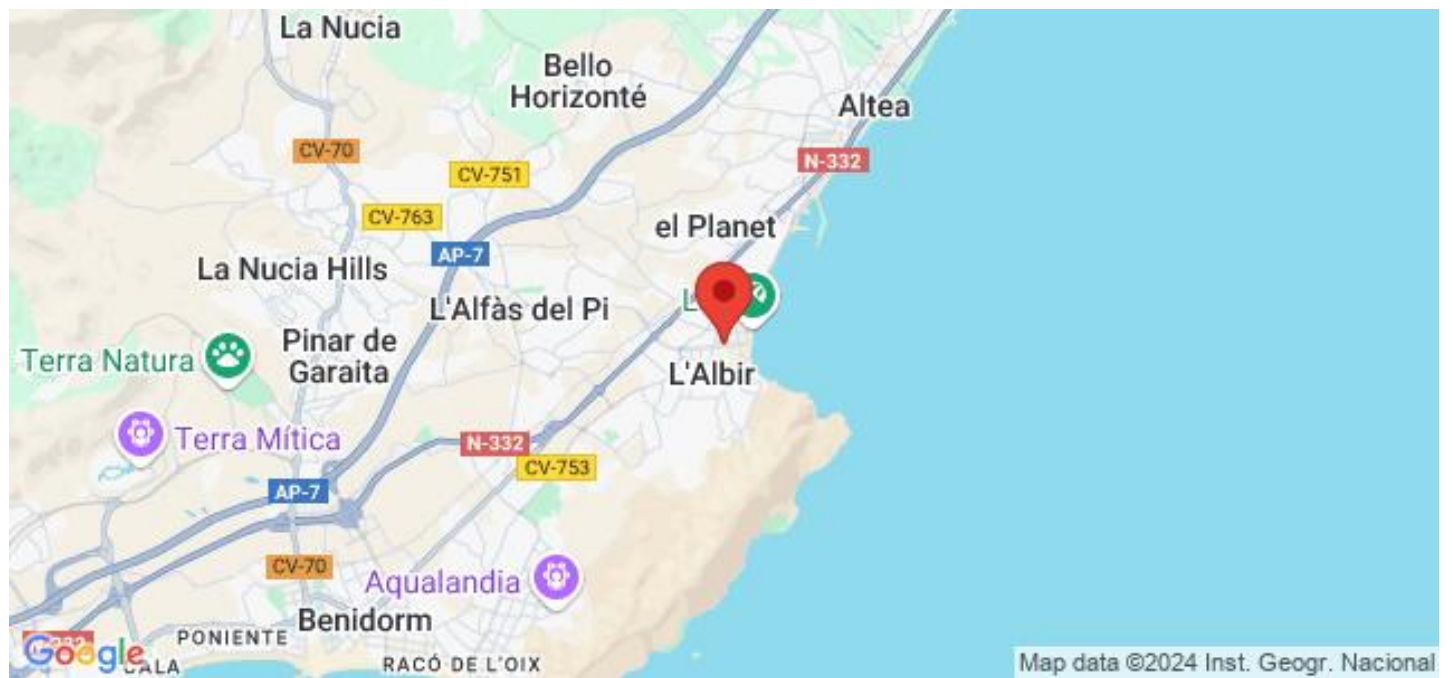 La Nucia
Bello
Horizonté
Altea
CV-70
N-332
CV-751
CV-763
el Planet
AP-7
La Nucia Hills
L'Alfàs del Pi
Terra Natura
Pinar de
Garaita
L'Albir
Terra Mítica
N-332
CV-753
AP-7
CV-70
Aqualandia
Benidorm
PONIENTE
Google
CALA
RACÓ DE L'OIX
Map data ©2024 Inst. Geogr. Nacional